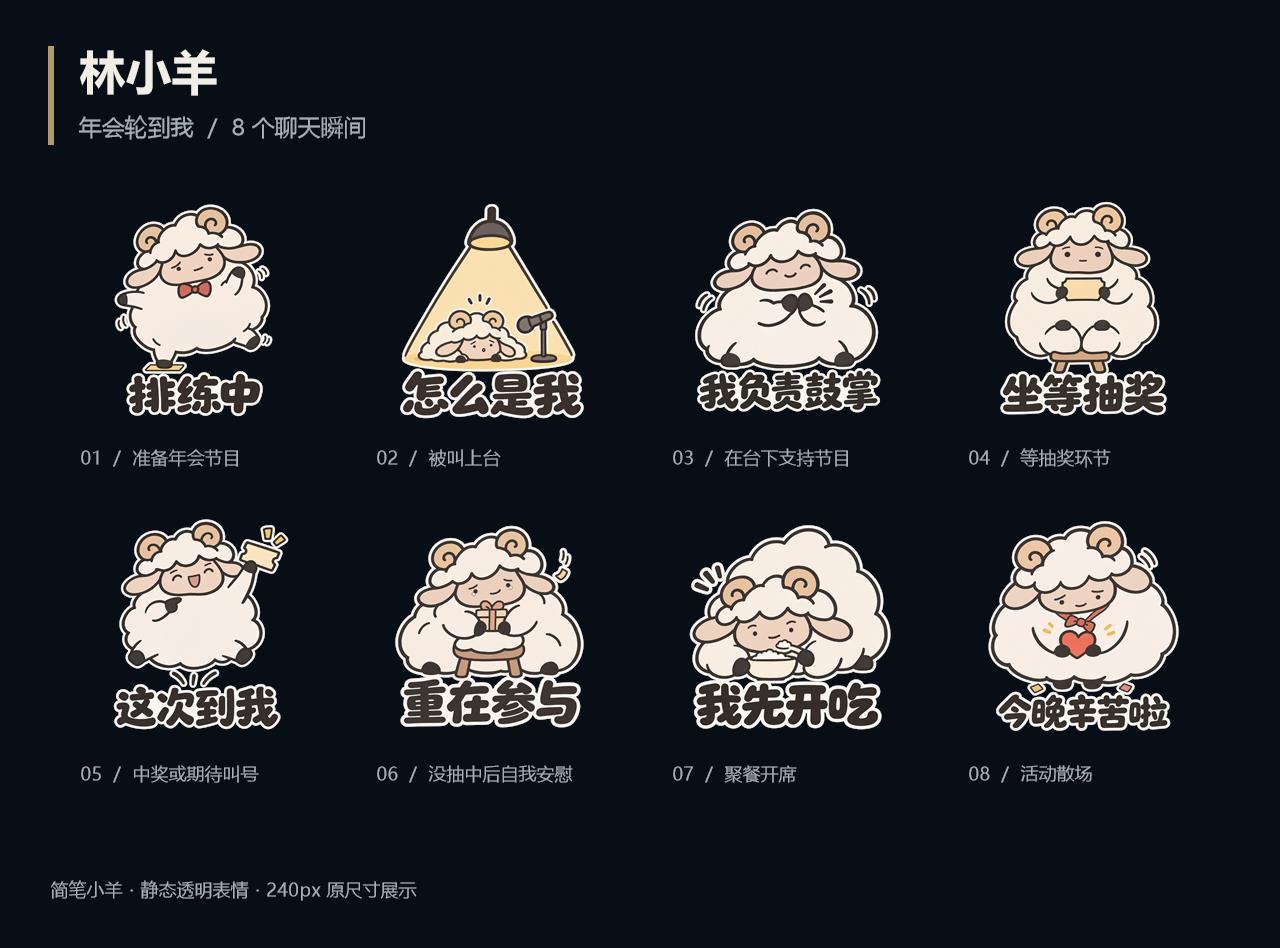 林小羊
年会轮到我 / 8 个聊天瞬间
排练中
怎么是我
我负责鼓掌
坐等抽奖
01 / 准备年会节目
02 / 被叫上台
03 / 在台下支持节目
04 / 等抽奖环节
这次到我
重在参与
我先开吃
今晚辛苦啦
05 / 中奖或期待叫号
06 / 没抽中后自我安慰
07 / 聚餐开席
08 / 活动散场
简笔小羊 · 静态透明表情 · 240px 原尺寸展示